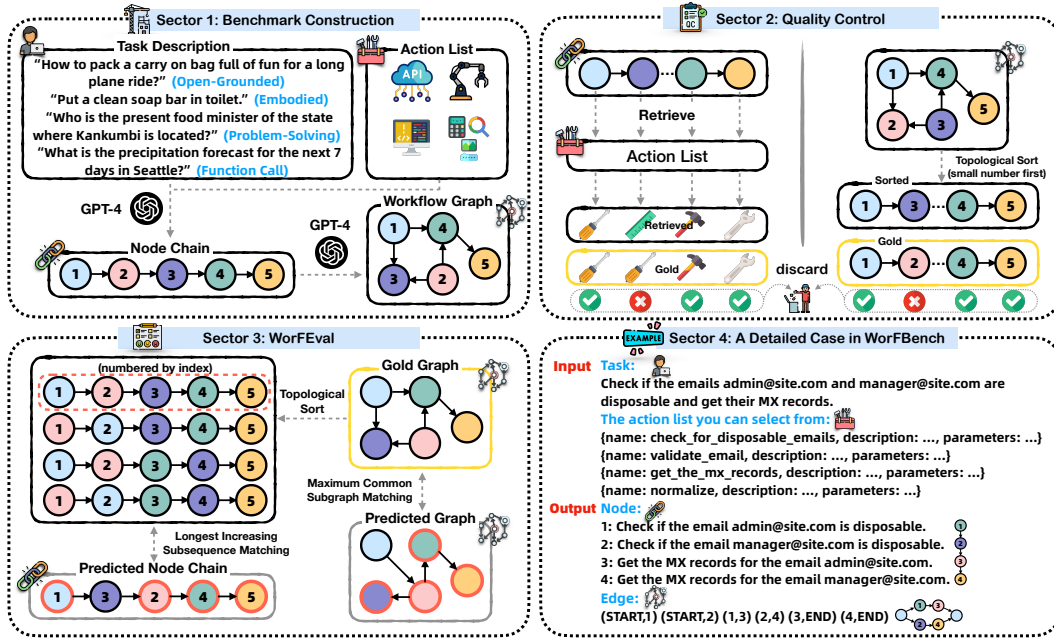 Sector 1: Benchmark Construction
Task Description
"How to pack a carry on bag full of fun for a long
plane ride?" (Open-Grounded)
"Put a clean soap bar in toilet." (Embodied)
"Who is the present food minister of the state
where Kankumbi is located?" (Problem-Solving)
"What is the precipitation forecast for the next 7
days in Seattle?" (Function Call)
Action List
API
GPT-4
GPT-4
Node Chain
1 2 3 4 5
Workflow Graph
1 4
3 2 5
Sector 2: Quality Control
QC
Retrieve
Action List
Retrieved
Gold
discard
1 4
2 3 5
Topological Sort
(small number first)
Sorted
1 3 ... 4 5
Gold
1 2 ... 4 5
Sector 3: WorFEval
(numbered by index)
1 2 3 4 5
1 2 3 4 5
1 2 3 4 5
1 2 3 4 5
Topological
Sort
Gold Graph
Maximum Common
Subgraph Matching
Predicted Graph
Longest Increasing
Subsequence Matching
Predicted Node Chain
1 3 2 4 5
EXAMPLE
Sector 4: A Detailed Case in WorFBench
Input Task:
Check if the emails admin@site.com and manager@site.com are
disposable and get their MX records.
The action list you can select from:
{name: check_for_disposable_emails, description: ..., parameters: ...}
{name: validate_email, description: ..., parameters: ...}
{name: get_the_mx_records, description: ..., parameters: ...}
{name: normalize, description: ..., parameters: ...}
Output Node:
1: Check if the email admin@site.com is disposable. 1
2: Check if the email manager@site.com is disposable. 2
3: Get the MX records for the email admin@site.com. 3
4: Get the MX records for the email manager@site.com. 4
Edge:
(START,1) (START,2) (1,3) (2,4) (3,END) (4,END)
1 3
2 4